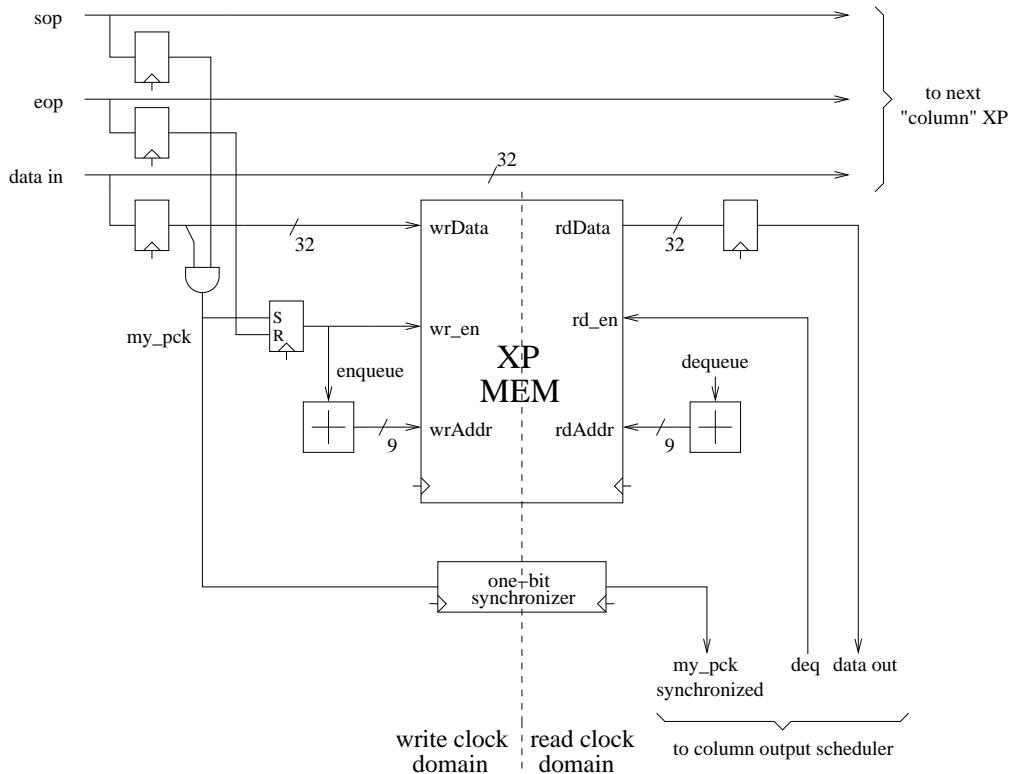 sop
eop
to next
"column" XP
data in
32
wrData
rdData
32
32
my_pck
S
R
wr_en
rd_en
XP
MEM
enqueue
dequeue
wrAddr
rdAddr
9
9
one-bit
synchronizer
my_pck
synchronized
deq
data out
write clock
domain
read clock
domain
to column output scheduler